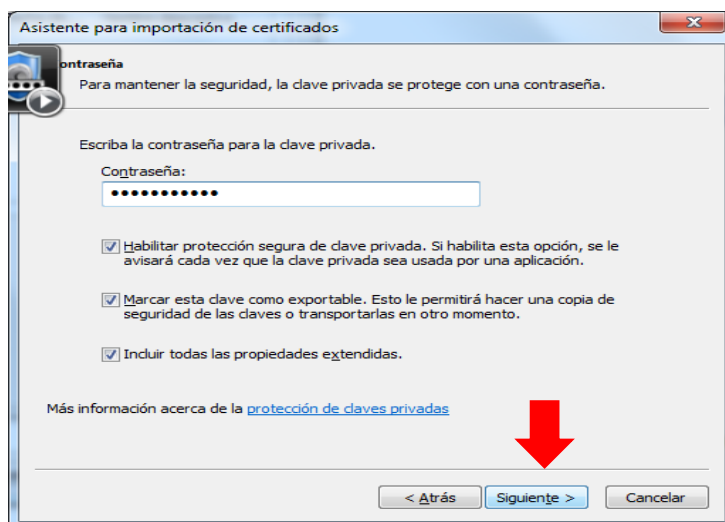 Asistente para importación de certificados
ontraseña
Para mantener la seguridad, la clave privada se protege con una contraseña.
Escriba la contraseña para la clave privada.
Contraseña:
•••••••••••
Habilitar protección segura de clave privada. Si habilita esta opción, se le
avisará cada vez que la clave privada sea usada por una aplicación.
Marcar esta clave como exportable. Esto le permitirá hacer una copia de
seguridad de las claves o transportarlas en otro momento.
Incluir todas las propiedades extendidas.
Más información acerca de la protección de claves privadas
< Atrás Siguiente > Cancelar